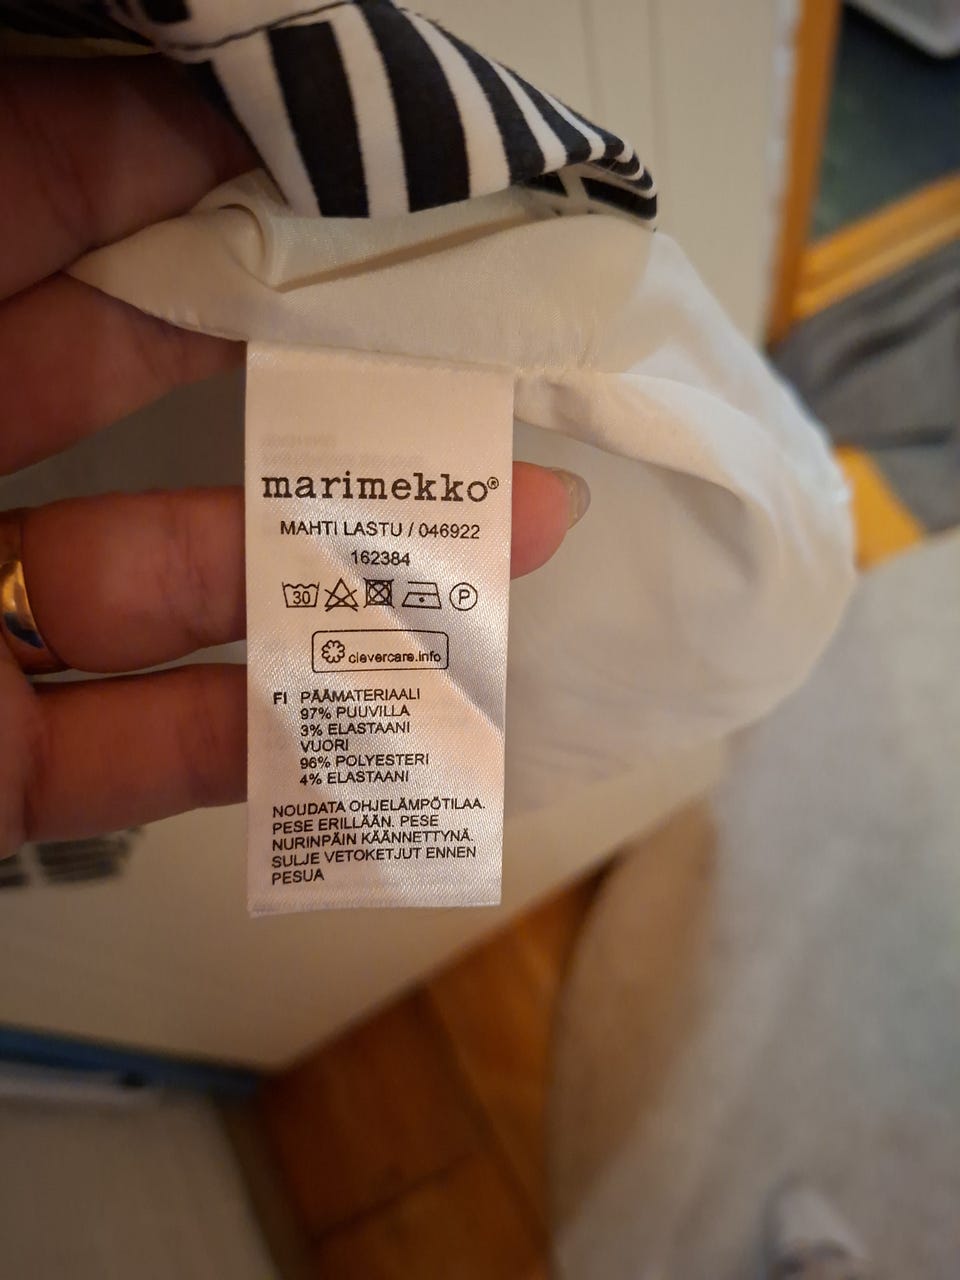 marimekko®
MAHTI LASTU / 046922
162384
30 P
clevercare.info
FI PÄÄMATERIAALI
97% PUUVILLA
3% ELASTAANI
VUORI
96% POLYESTERI
4% ELASTAANI
NOUDATA OHJELÄMPÖTILAA.
PESE ERILLÄÄN. PESE
NURINPÄIN KÄÄNNETTYNÄ.
SULJE VETOKETJUT ENNEN
PESUA